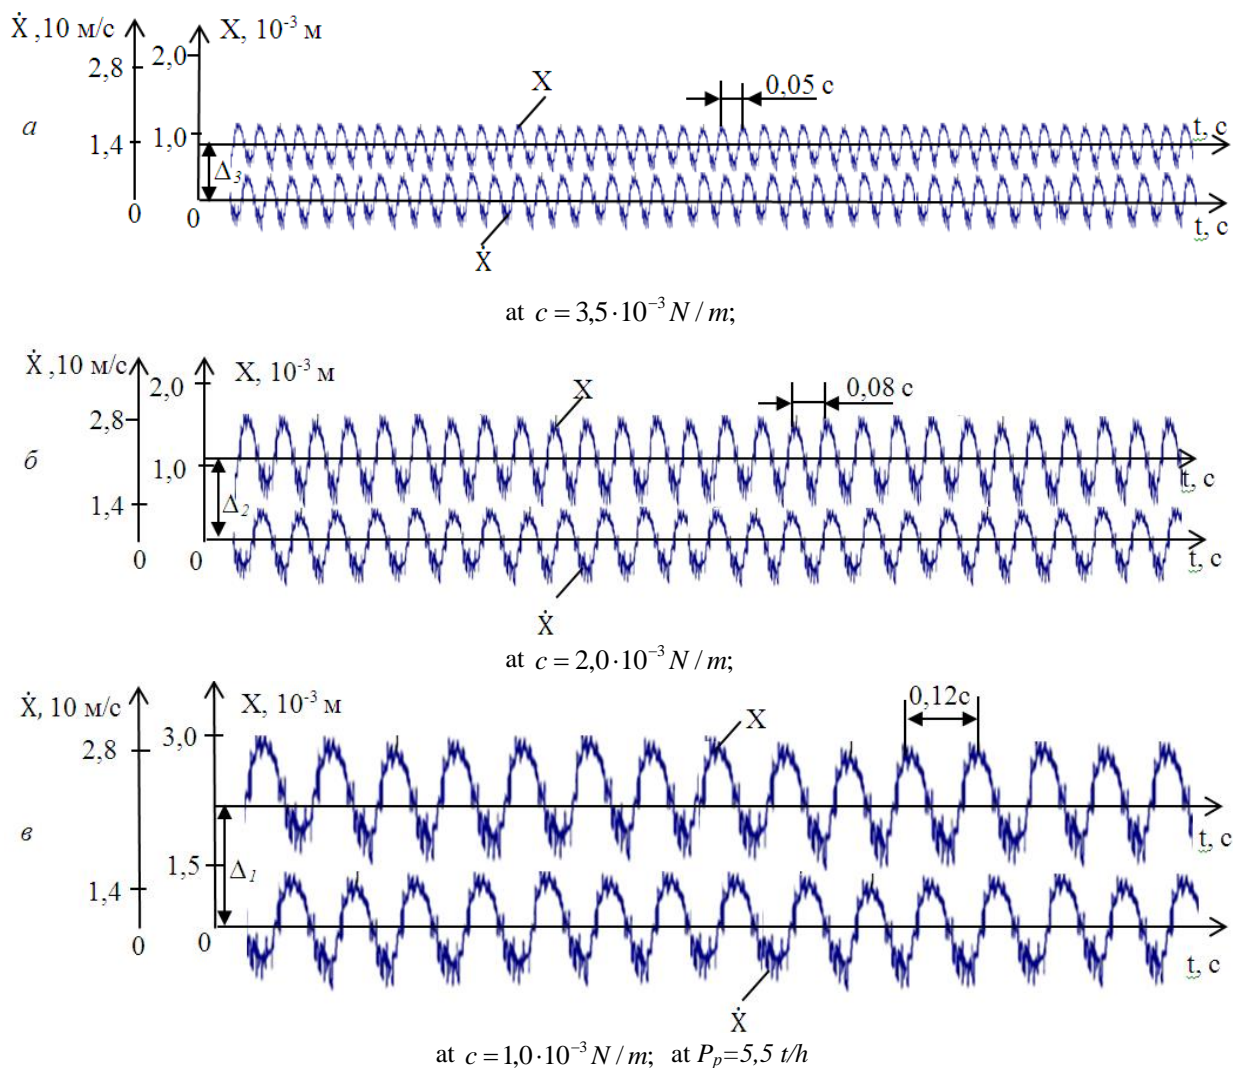 Ẋ ,10 м/с
X, 10⁻³ м
2,8
2,0
X
0,05 с
а
1,4
1,0
t, с
Δ₃
0
0
t, с
Ẋ
at c = 3,5·10⁻³ N / m;
Ẋ ,10 м/с
2,0
X, 10⁻³ м
X
0,08 с
2,8
б
1,0
t, с
1,4
Δ₂
0
0
t, с
Ẋ
at c = 2,0·10⁻³ N / m;
Ẋ, 10 м/с
X, 10⁻³ м
0,12с
X
3,0
2,8
в
t, с
1,5
Δ₁
1,4
0
0
t, с
Ẋ
at c = 1,0·10⁻³ N / m; at Pₚ=5,5 t/h